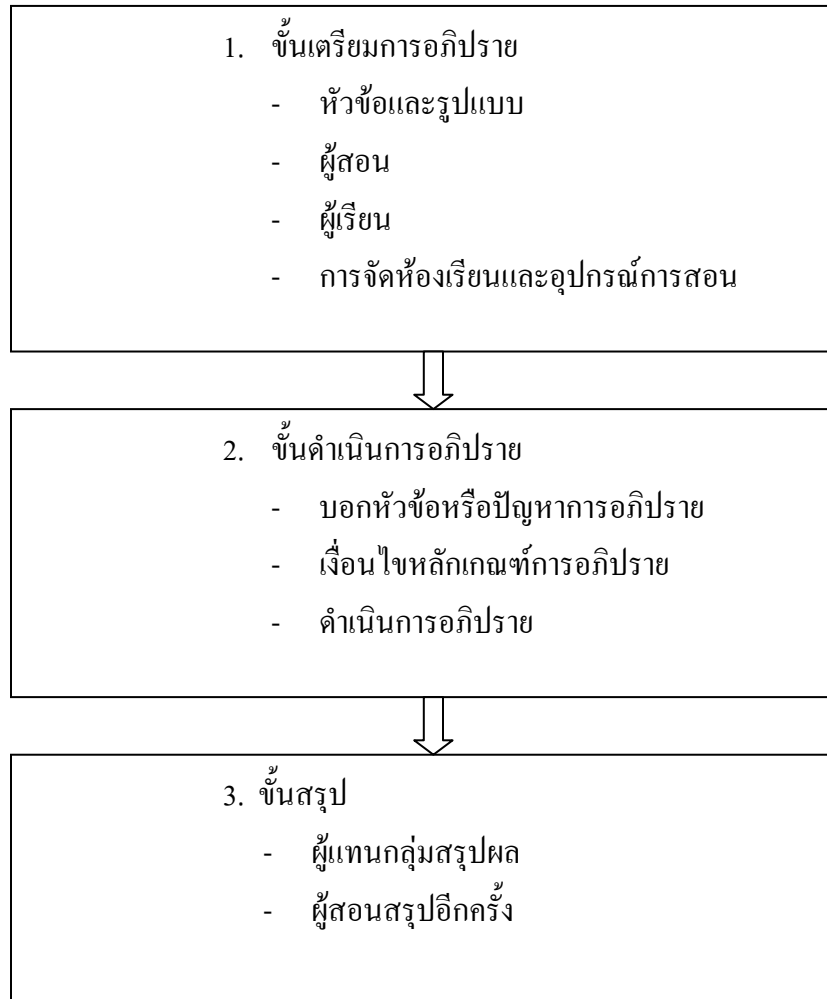 1. ขั้นเตรียมการอภิปราย
- หัวข้อและรูปแบบ
- ผู้สอน
- ผู้เรียน
- การจัดห้องเรียนและอุปกรณ์การสอน
2. ขั้นดำเนินการอภิปราย
- บอกหัวข้อหรือปัญหาการอภิปราย
- เงื่อนไขหลักเกณฑ์การอภิปราย
- ดำเนินการอภิปราย
3. ขั้นสรุป
- ผู้แทนกลุ่มสรุปผล
- ผู้สอนสรุปอีกครั้ง